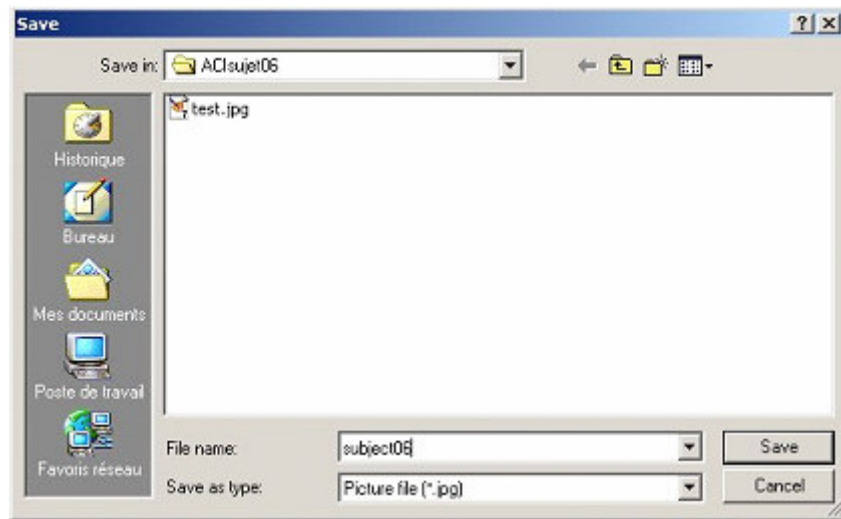 Save
Save in: ACIsujet06
test.jpg
Historique
Bureau
Mes documents
Poste de travail
Favoris réseau
File name: subject06 Save
Save as type: Picture file (*.jpg) Cancel